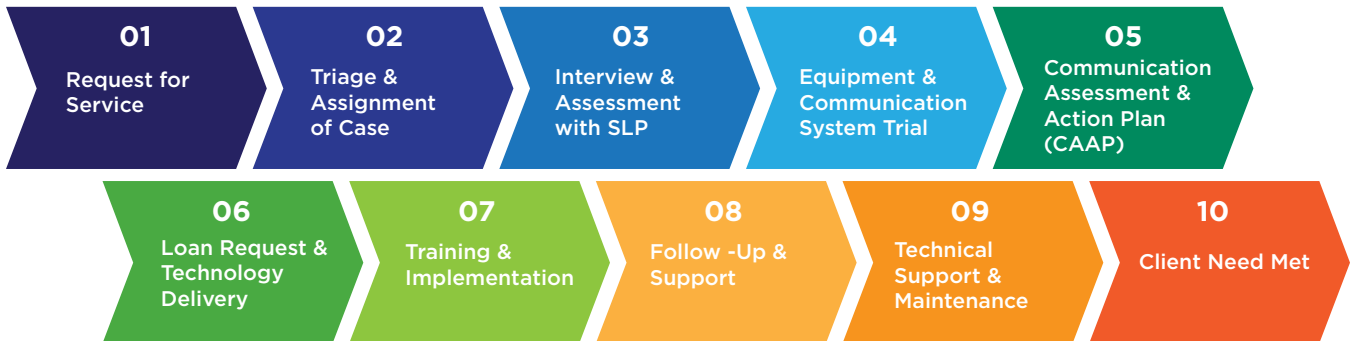 01
Request for
Service
02
Triage &
Assignment
of Case
03
Interview &
Assessment
with SLP
04
Equipment &
Communication
System Trial
05
Communication
Assessment &
Action Plan
(CAAP)
06
Loan Request &
Technology
Delivery
07
Training &
Implementation
08
Follow -Up &
Support
09
Technical
Support &
Maintenance
10
Client Need Met